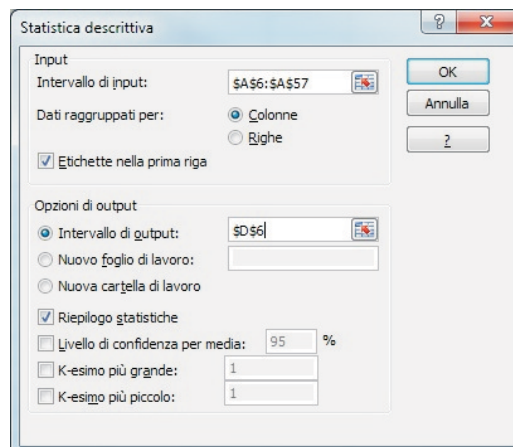 Statistica descrittiva
?
X
Input
Intervallo di input: $A$6:$A$57
Dati raggruppati per: Colonne
Righe
Etichette nella prima riga
OK
Annulla
?
Opzioni di output
Intervallo di output: $D$6
Nuovo foglio di lavoro:
Nuova cartella di lavoro
Riepilogo statistiche
Livello di confidenza per media: 95 %
K-esimo più grande: 1
K-esimo più piccolo: 1